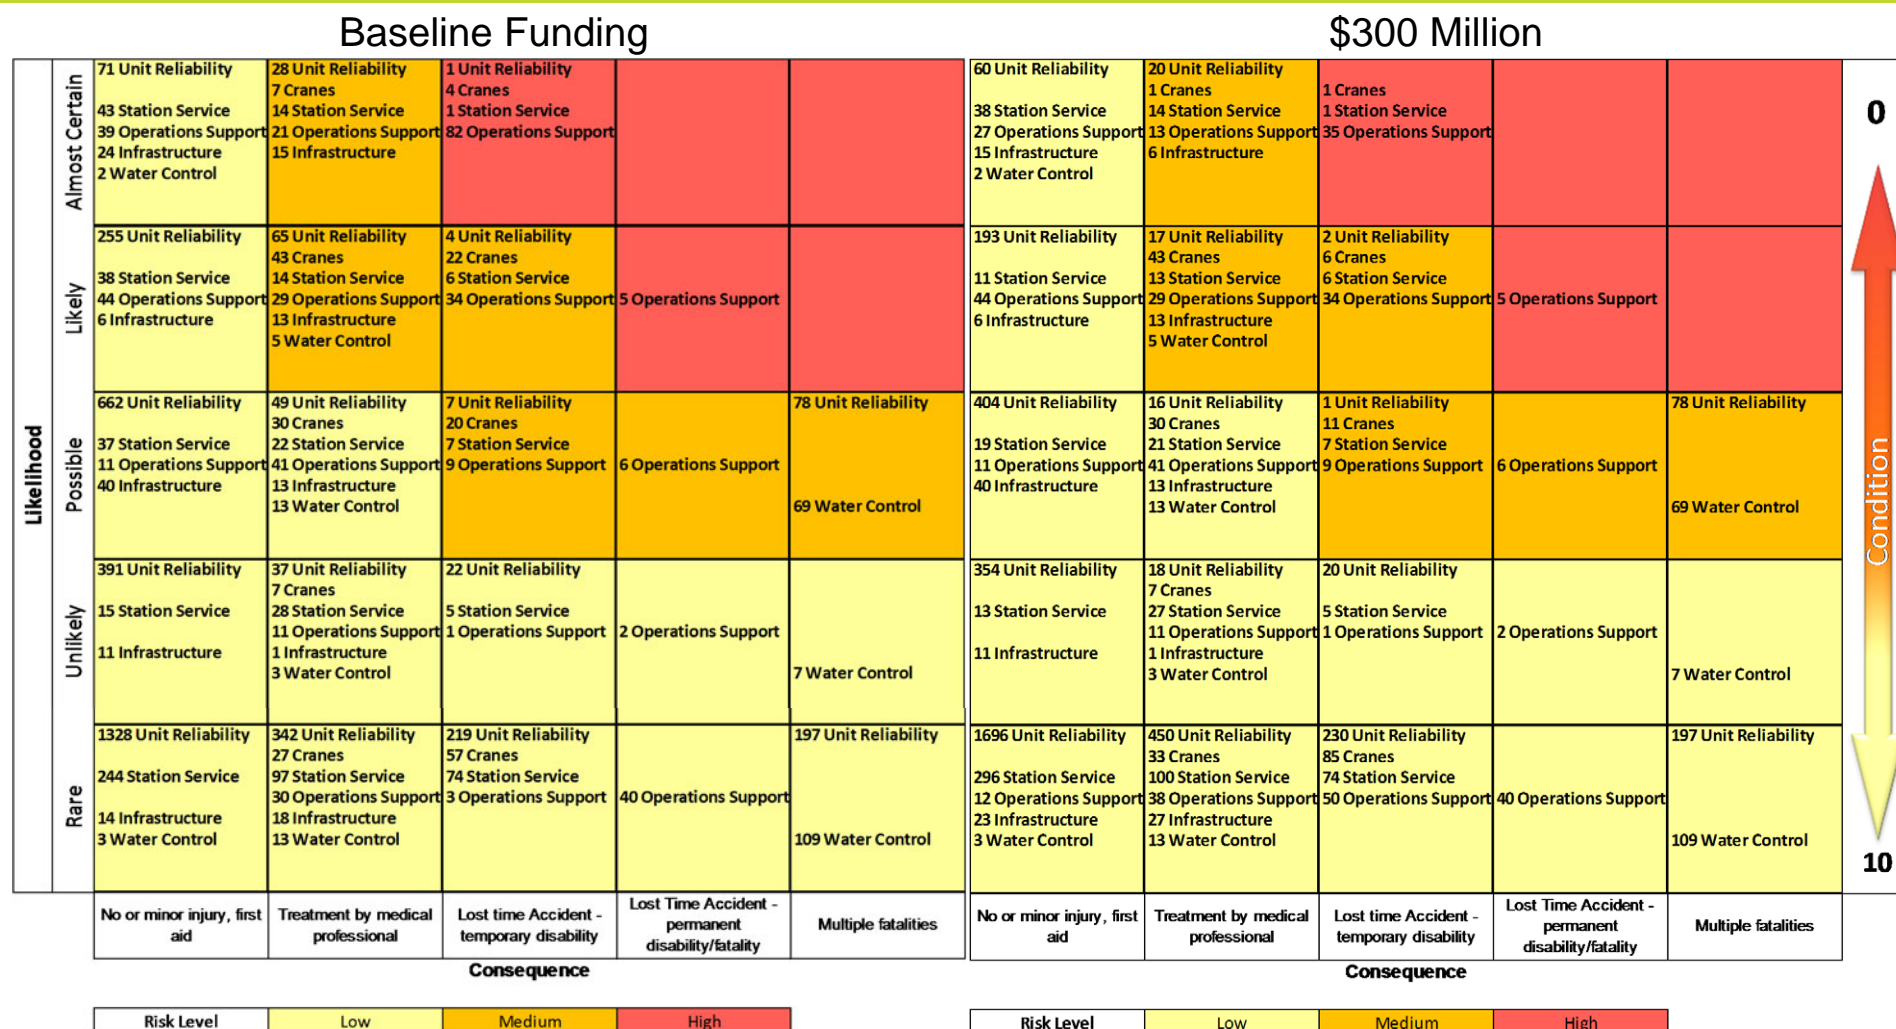 Baseline Funding
$300 Million
Likelihood
Almost Certain
71 Unit Reliability
43 Station Service
39 Operations Support
24 Infrastructure
2 Water Control
28 Unit Reliability
7 Cranes
14 Station Service
21 Operations Support
15 Infrastructure
1 Unit Reliability
4 Cranes
1 Station Service
82 Operations Support
Likely
255 Unit Reliability
38 Station Service
44 Operations Support
6 Infrastructure
65 Unit Reliability
43 Cranes
14 Station Service
29 Operations Support
13 Infrastructure
5 Water Control
4 Unit Reliability
22 Cranes
6 Station Service
34 Operations Support
5 Operations Support
Possible
662 Unit Reliability
37 Station Service
11 Operations Support
40 Infrastructure
49 Unit Reliability
30 Cranes
22 Station Service
41 Operations Support
13 Infrastructure
13 Water Control
7 Unit Reliability
20 Cranes
7 Station Service
9 Operations Support
6 Operations Support
78 Unit Reliability
69 Water Control
Unlikely
391 Unit Reliability
15 Station Service
11 Infrastructure
37 Unit Reliability
7 Cranes
28 Station Service
11 Operations Support
1 Infrastructure
3 Water Control
22 Unit Reliability
5 Station Service
1 Operations Support
2 Operations Support
7 Water Control
Rare
1328 Unit Reliability
244 Station Service
14 Infrastructure
3 Water Control
342 Unit Reliability
27 Cranes
97 Station Service
30 Operations Support
18 Infrastructure
13 Water Control
219 Unit Reliability
57 Cranes
74 Station Service
3 Operations Support
40 Operations Support
197 Unit Reliability
109 Water Control
No or minor injury, first
aid
Treatment by medical
professional
Lost time Accident -
temporary disability
Lost Time Accident -
permanent
disability/fatality
Multiple fatalities
Consequence
Risk Level
Low
Medium
High
60 Unit Reliability
38 Station Service
27 Operations Support
15 Infrastructure
2 Water Control
20 Unit Reliability
1 Cranes
14 Station Service
13 Operations Support
6 Infrastructure
1 Cranes
1 Station Service
35 Operations Support
193 Unit Reliability
11 Station Service
44 Operations Support
6 Infrastructure
17 Unit Reliability
43 Cranes
13 Station Service
29 Operations Support
13 Infrastructure
5 Water Control
2 Unit Reliability
6 Cranes
6 Station Service
34 Operations Support
5 Operations Support
404 Unit Reliability
19 Station Service
11 Operations Support
40 Infrastructure
16 Unit Reliability
30 Cranes
21 Station Service
41 Operations Support
13 Infrastructure
13 Water Control
1 Unit Reliability
11 Cranes
7 Station Service
9 Operations Support
6 Operations Support
78 Unit Reliability
69 Water Control
354 Unit Reliability
13 Station Service
11 Infrastructure
18 Unit Reliability
7 Cranes
27 Station Service
11 Operations Support
1 Infrastructure
3 Water Control
20 Unit Reliability
5 Station Service
1 Operations Support
2 Operations Support
7 Water Control
1696 Unit Reliability
296 Station Service
12 Operations Support
23 Infrastructure
3 Water Control
450 Unit Reliability
33 Cranes
100 Station Service
38 Operations Support
27 Infrastructure
13 Water Control
230 Unit Reliability
85 Cranes
74 Station Service
50 Operations Support
40 Operations Support
197 Unit Reliability
109 Water Control
No or minor injury, first
aid
Treatment by medical
professional
Lost time Accident -
temporary disability
Lost Time Accident -
permanent
disability/fatality
Multiple fatalities
Consequence
Risk Level
Low
Medium
High
0
Condition
10